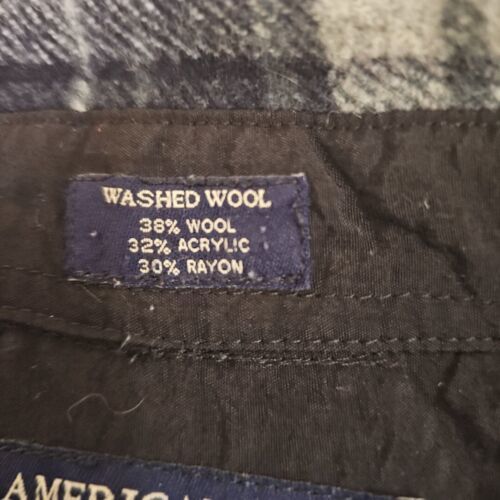 WASHED WOOL
38% WOOL
32% ACRYLIC
30% RAYON